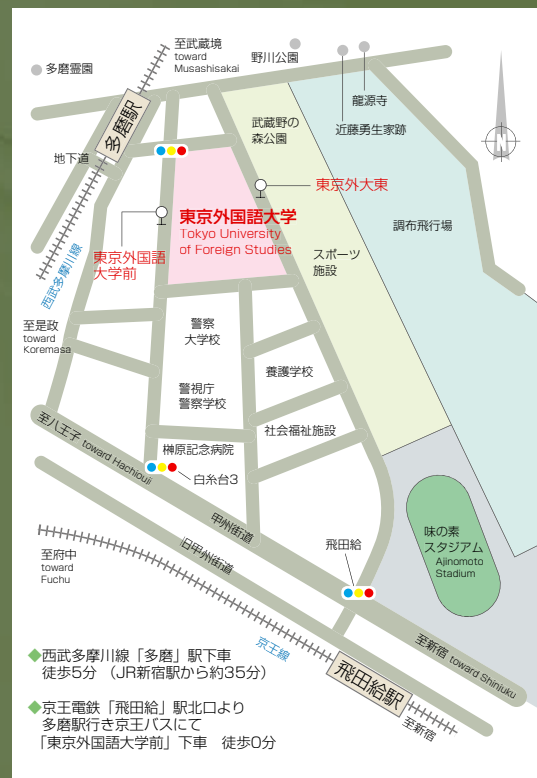 至武蔵境
toward
Musashisakai
野川公園
多磨霊園
龍源寺
多磨駅
武蔵野の
森公園
近藤勇生家跡
地下道
東京外大東
東京外国語大学
Tokyo University
of Foreign Studies
調布飛行場
東京外国語
大学前
スポーツ
施設
西武多摩川線
至是政
toward
Koremasa
警察
大学校
養護学校
警視庁
警察学校
至八王子 toward Hachiouji
社会福祉施設
榊原記念病院
白糸台3
甲州街道
味の素
スタジアム
Ajinomoto
Stadium
旧甲州街道
飛田給
至府中
toward
Fuchu
京王線
至新宿 toward Shinjuku
飛田給駅
至新宿
◆西武多摩川線「多磨」駅下車
徒歩5分 (JR新宿駅から約35分)
◆京王電鉄「飛田給」駅北口より
多磨駅行き京王バスにて
「東京外国語大学前」下車 徒歩0分
N